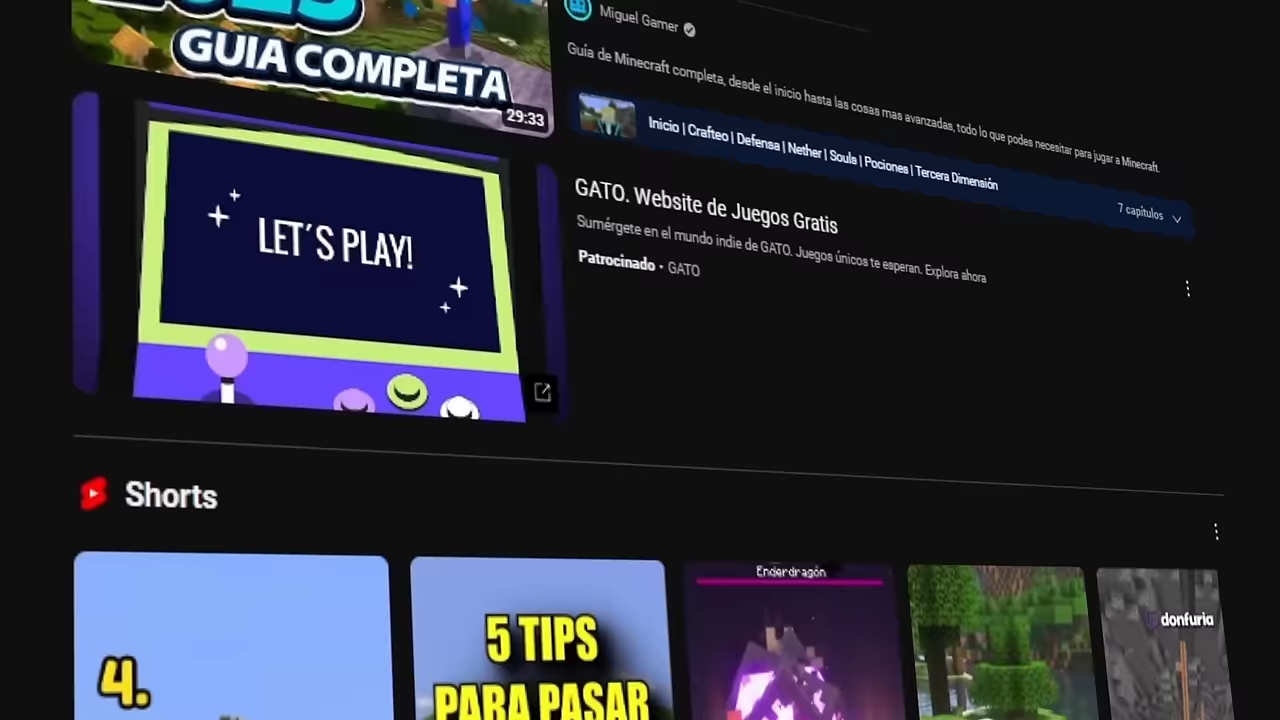 GUIA COMPLETA
29:33
Miguel Gamer
Guía de Minecraft completa, desde el inicio hasta las cosas mas avanzadas, todo lo que podes necesitar para jugar a Minecraft.
Inicio | Crafteo | Defensa | Nether | Souls | Pociones | Tercera Dimensión
7 capítulos
LET´S PLAY!
GATO. Website de Juegos Gratis
Sumérgete en el mundo indie de GATO. Juegos únicos te esperan. Explora ahora
Patrocinado · GATO
Shorts
4.
5 TIPS
PARA PASAR
Enderdragón
donfuria